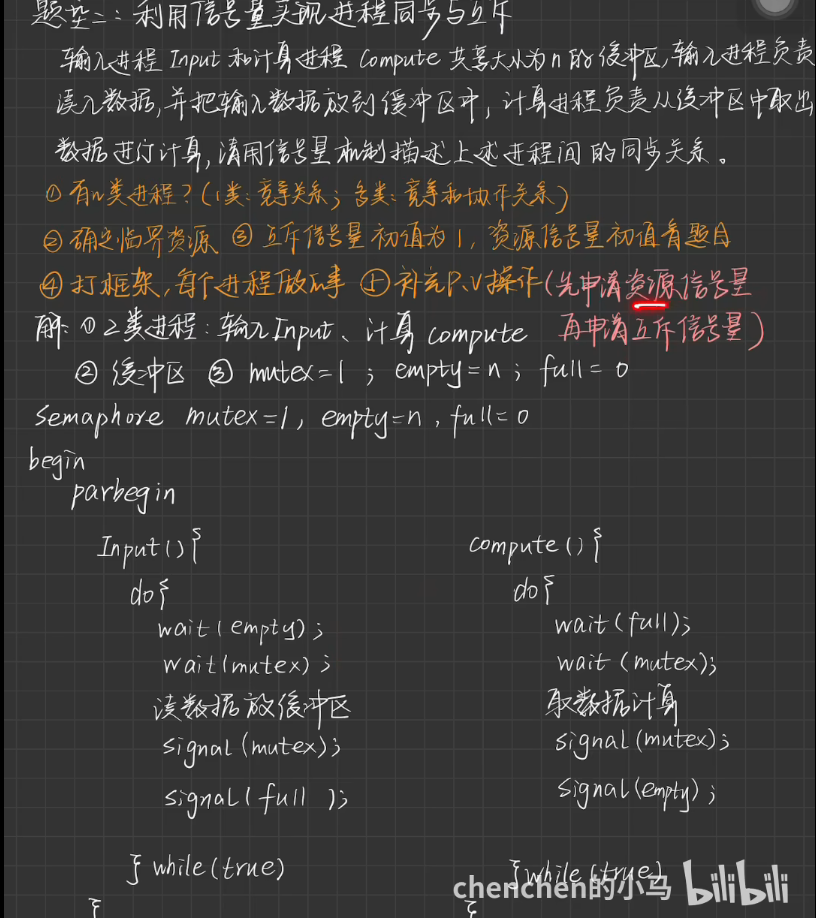 题型二：利用信号量实现进程同步与互斥
输入进程 Input 和计算进程 Compute 共享大小为n的缓冲区,输入进程负责
读入数据,并把输入数据放到缓冲区中，计算进程负责从缓冲区中取出
数据进行计算,请用信号量机制描述上述进程间的同步关系。
① 有n类进程？(1类:竞争关系；多类:竞争和协作关系)
② 确定临界资源 ③ 互斥信号量初值为1，资源信号量初值看题目
④ 打框架,每个进程做啥事 ⑤ 补充P、V操作(先申请资源信号量
解: ① 2类进程：输入Input、计算 compute 再申请互斥信号量)
② 缓冲区 ③ mutex=1；empty=n；full=0
semaphore mutex=1, empty=n, full=0
begin
parbegin
Input(){ compute(){
do{ do{
wait(empty); wait(full);
wait(mutex); wait(mutex);
读数据放缓冲区 取数据计算
signal(mutex); signal(mutex);
signal(full ); signal(empty);
} while(true) }while(true)
} }
chenchen的小马 bilibili